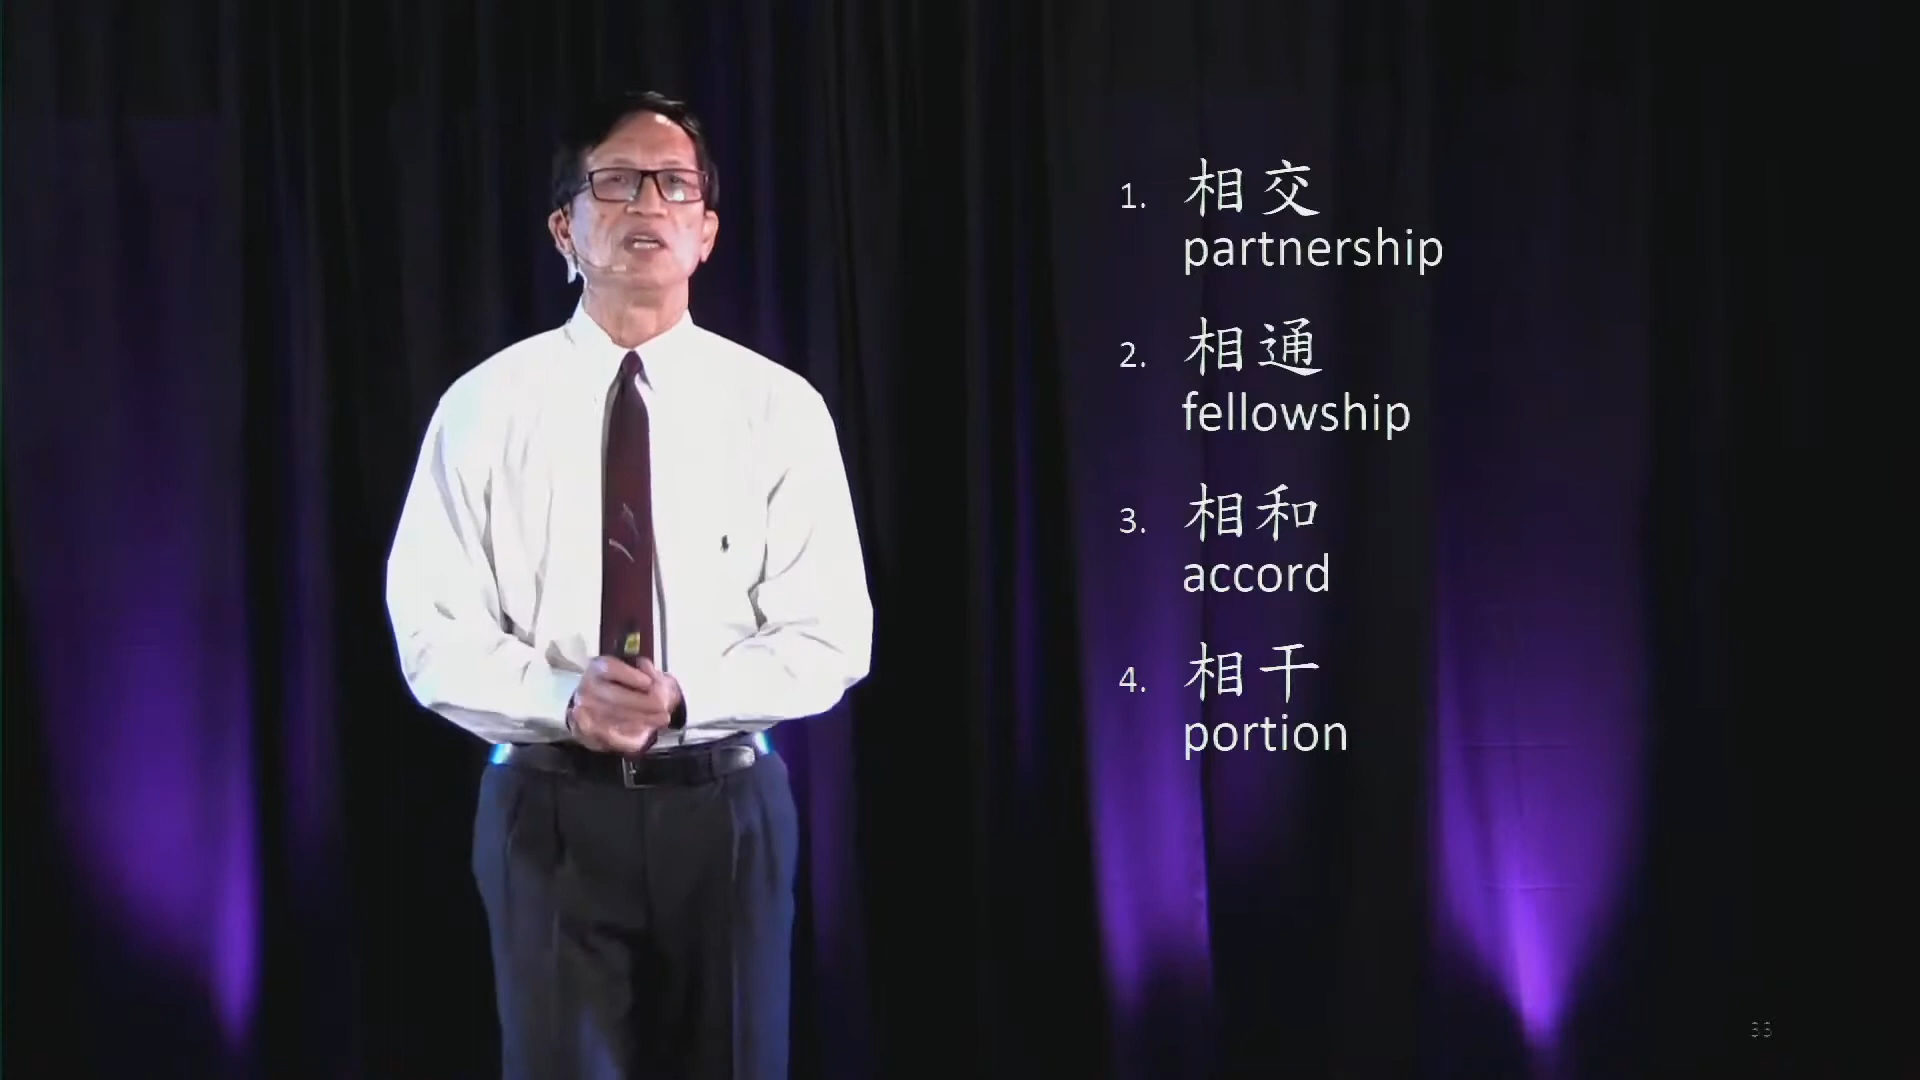 1. 相交
partnership
2. 相通
fellowship
3. 相和
accord
4. 相干
portion
33